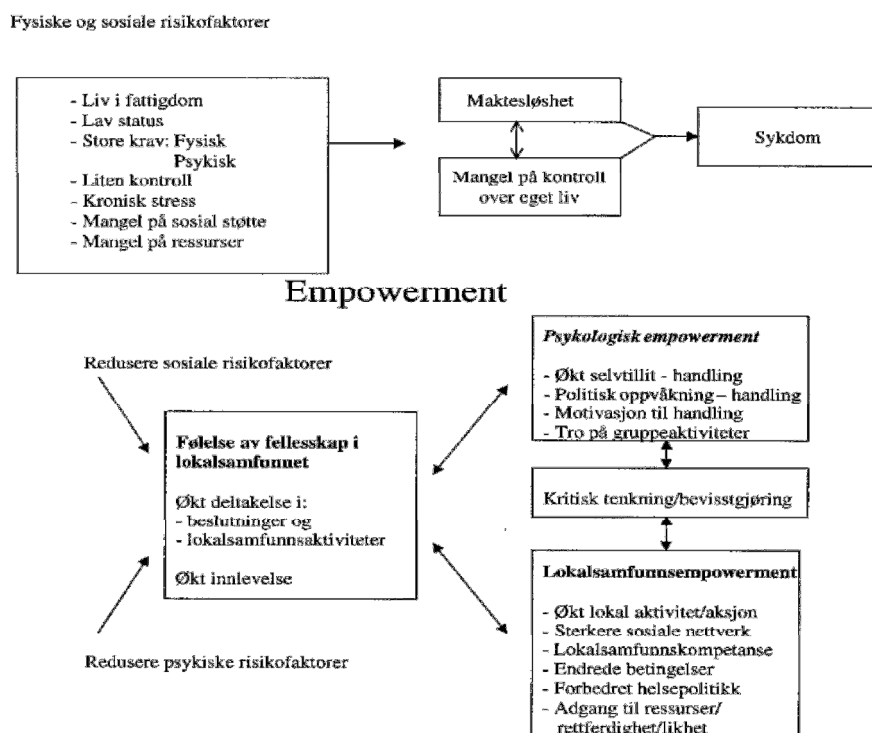 Fysiske og sosiale risikofaktorer
- Liv i fattigdom
- Lav status
- Store krav: Fysisk
Psykisk
- Liten kontroll
- Kronisk stress
- Mangel på sosial støtte
- Mangel på ressurser
Maktesløshet
Mangel på kontroll
over eget liv
Sykdom
Empowerment
Redusere sosiale risikofaktorer
Følelse av fellesskap i
lokalsamfunnet
Økt deltakelse i:
- beslutninger og
- lokalsamfunnsaktiviteter
Økt innlevelse
Redusere psykiske risikofaktorer
Psykologisk empowerment
- Økt selvtillit - handling
- Politisk oppvåkning – handling
- Motivasjon til handling
- Tro på gruppeaktiviteter
Kritisk tenkning/bevisstgjøring
Lokalsamfunnsempowerment
- Økt lokal aktivitet/aksjon
- Sterkere sosiale nettverk
- Lokalsamfunnskompetanse
- Endrede betingelser
- Forbedret helsepolitikk
- Adgang til ressurser/
rettferdighet/likhet